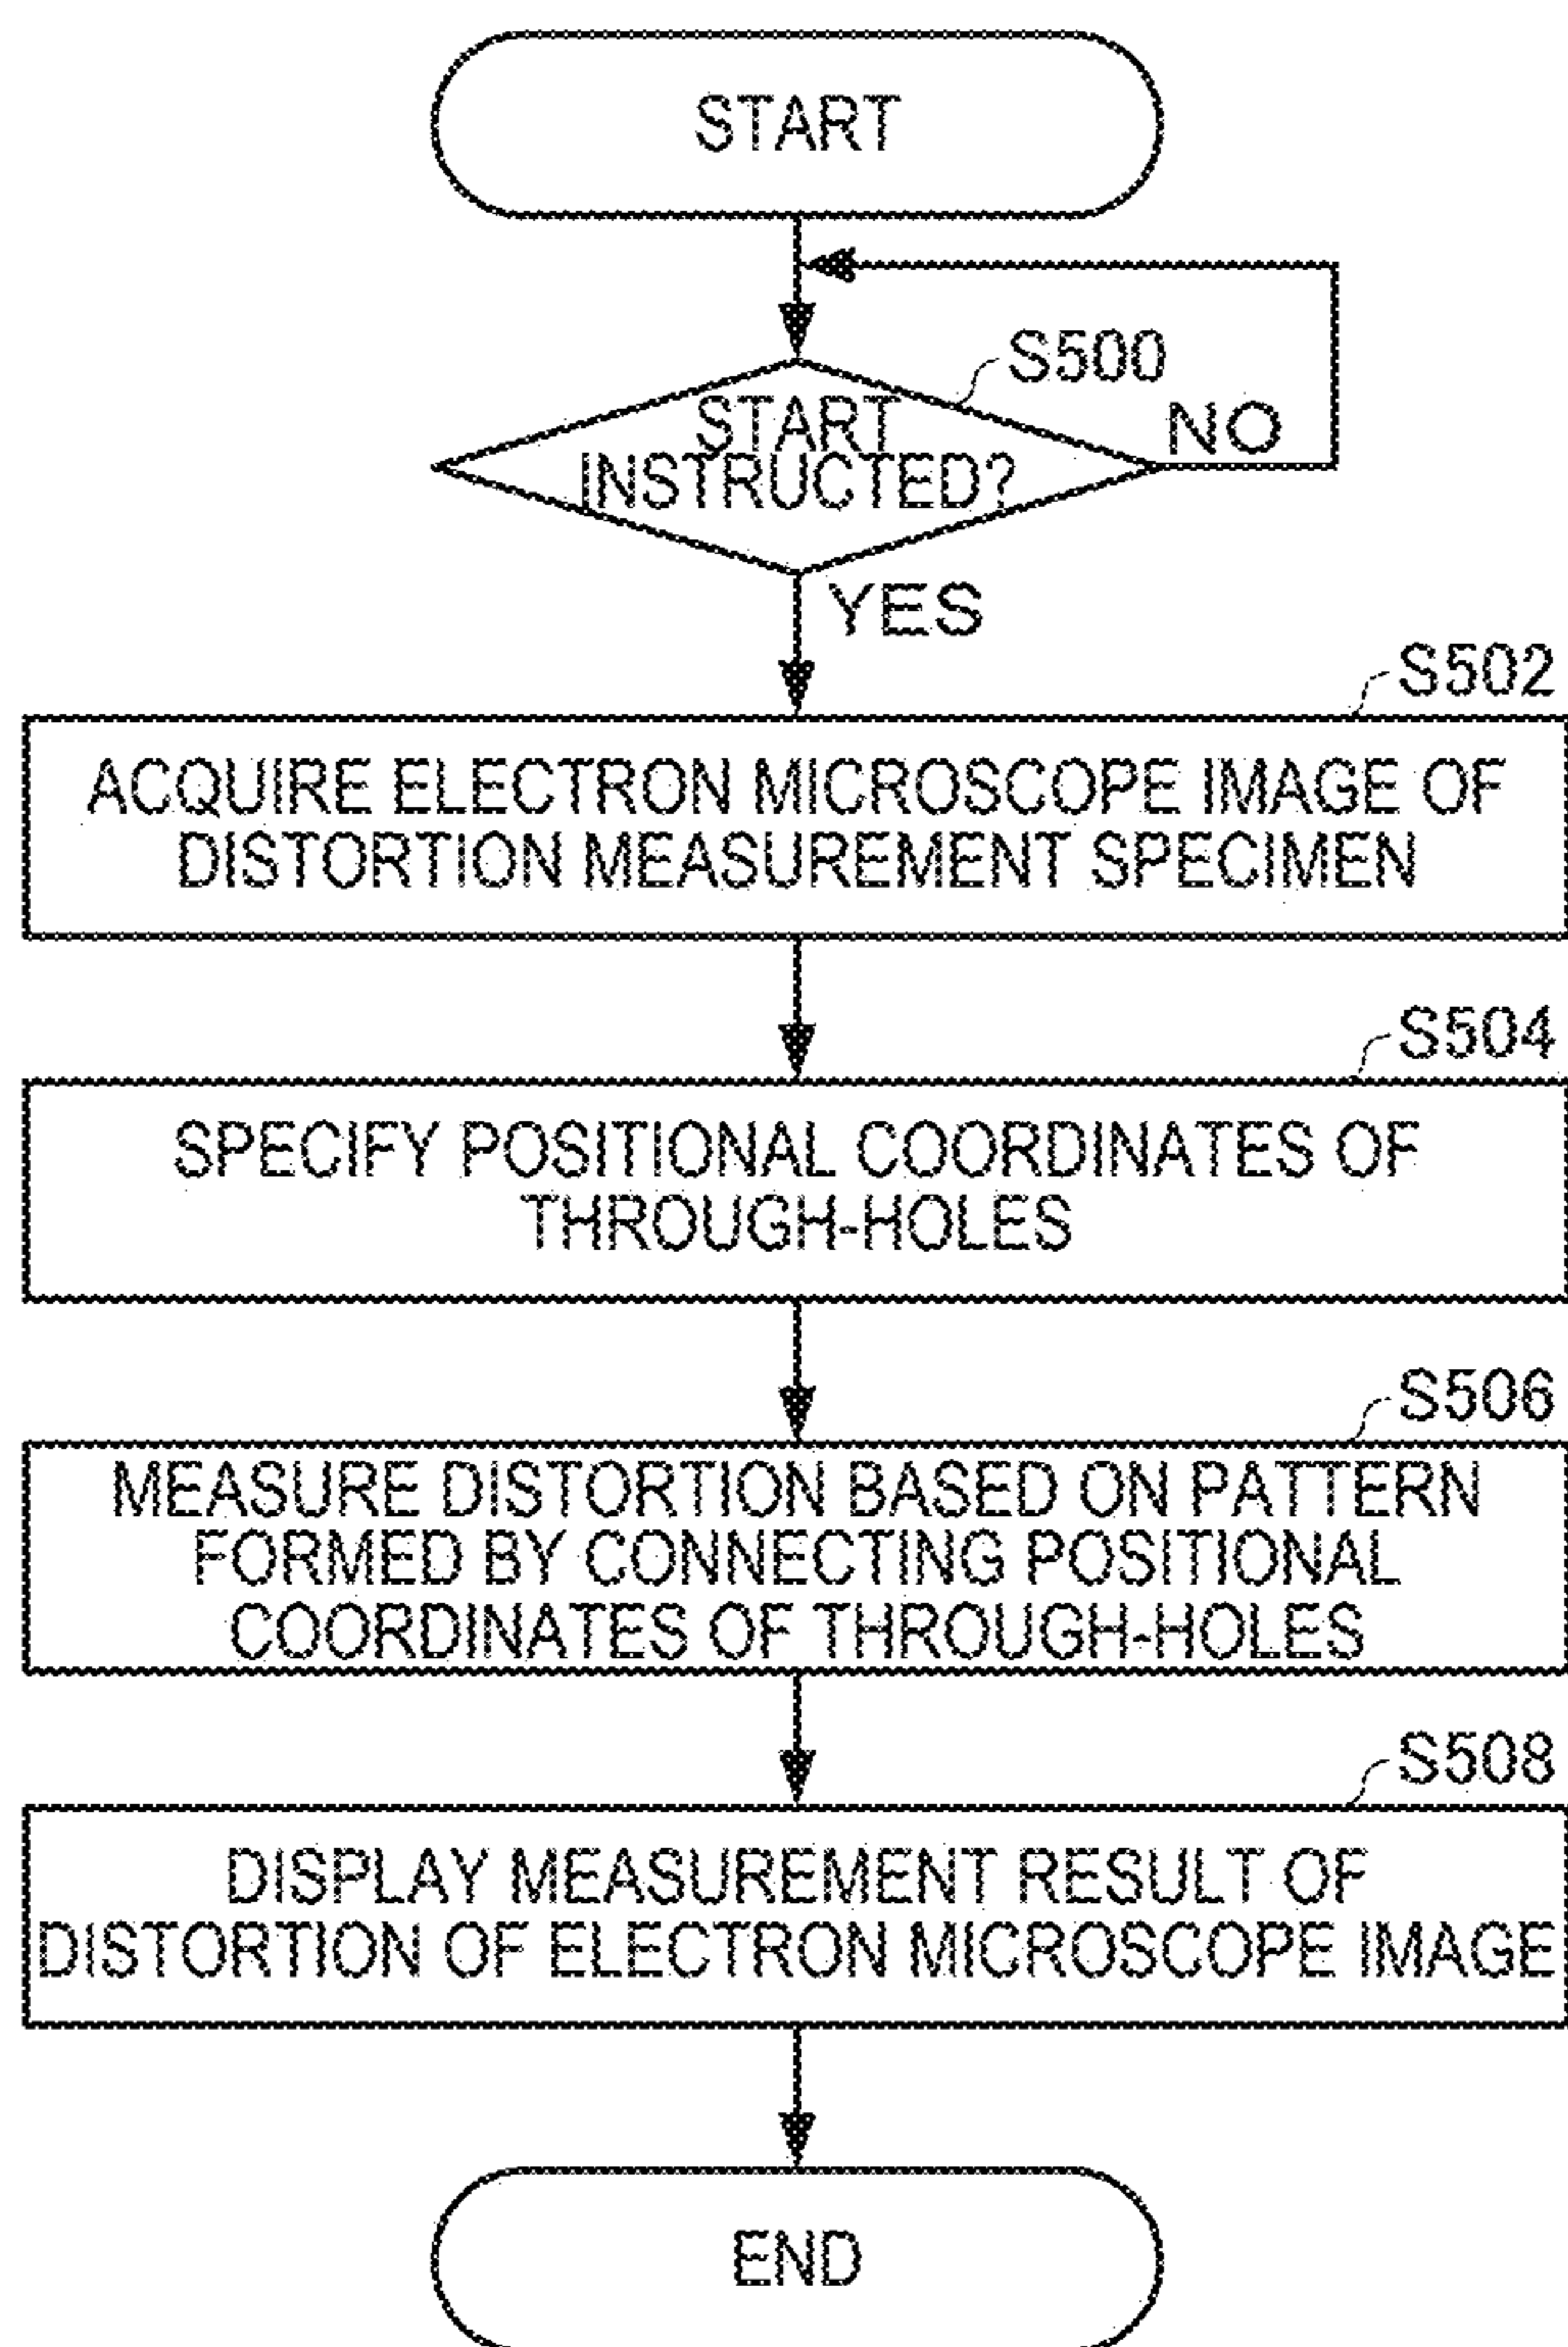 START
S500
START
INSTRUCTED?
NO
YES
S502
ACQUIRE ELECTRON MICROSCOPE IMAGE OF
DISTORTION MEASUREMENT SPECIMEN
S504
SPECIFY POSITIONAL COORDINATES OF
THROUGH-HOLES
S506
MEASURE DISTORTION BASED ON PATTERN
FORMED BY CONNECTING POSITIONAL
COORDINATES OF THROUGH-HOLES
S508
DISPLAY MEASUREMENT RESULT OF
DISTORTION OF ELECTRON MICROSCOPE IMAGE
END